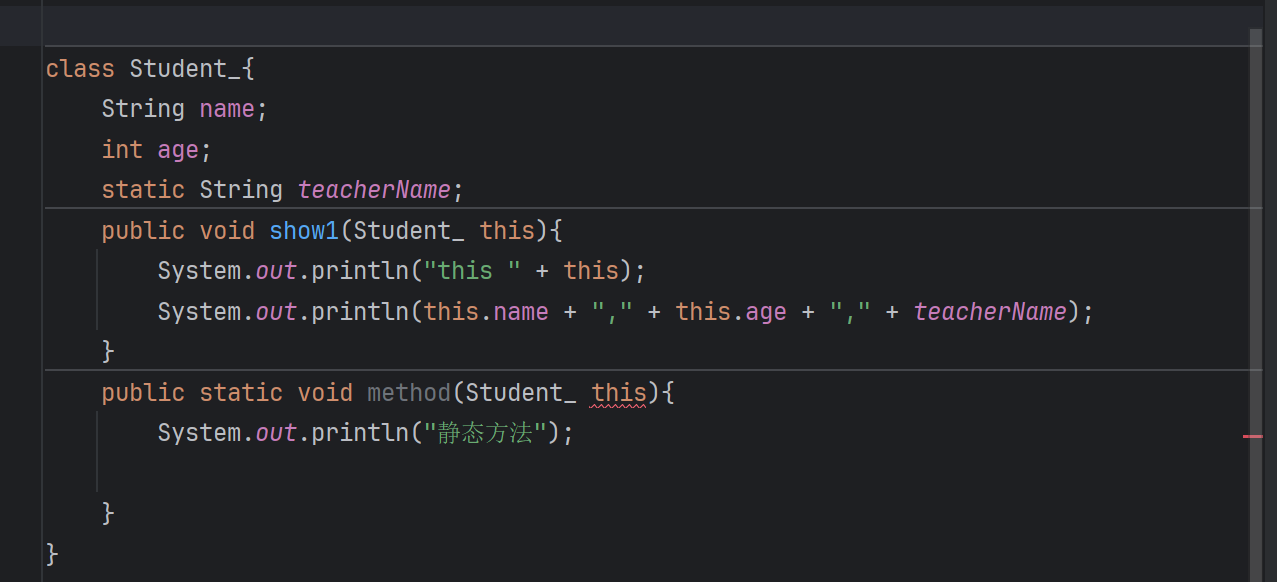 class Student_{
    String name;
    int age;
    static String teacherName;
    public void show1(Student_ this){
        System.out.println("this " + this);
        System.out.println(this.name + "," + this.age + "," + teacherName);
    }
    public static void method(Student_ this){
        System.out.println("静态方法");
    }
}